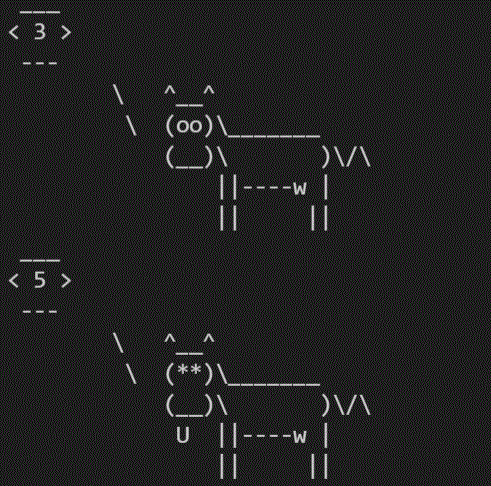 ___
< 3 >
 ---
        \   ^__^
         \  (oo)\_______
            (__)\       )\/\
                ||----w |
                ||     ||
 ___
< 5 >
 ---
        \   ^__^
         \  (**)\_______
            (__)\       )\/\
             U  ||----w |
                ||     ||